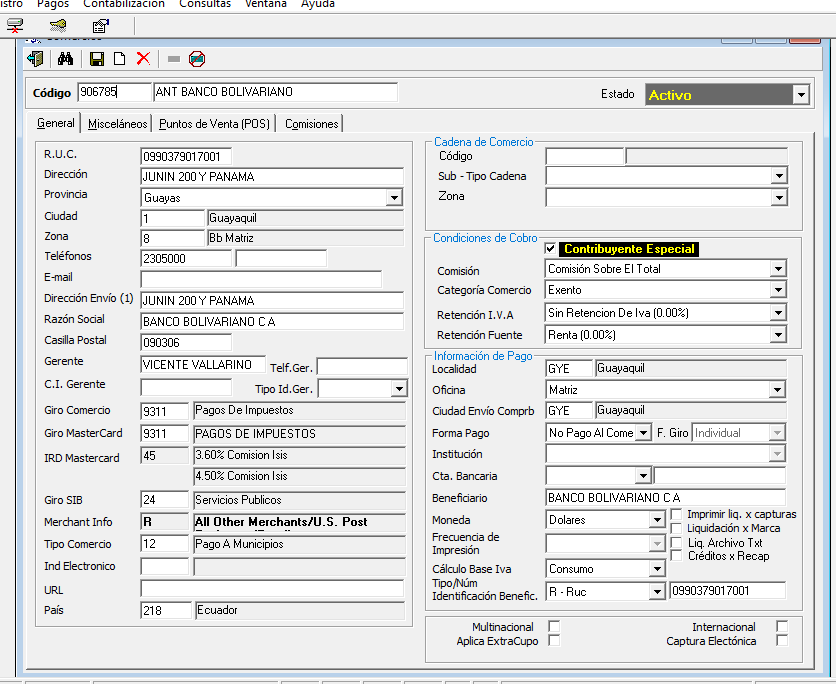 istro Pagos Contabilización Consultas Ventana Ayuda
Código 906785 ANT BANCO BOLIVARIANO Estado Activo
General Misceláneos Puntos de Venta (POS) Comisiones
R.U.C. 0990379017001
Dirección JUNIN 200 Y PANAMA
Provincia Guayas
Ciudad 1 Guayaquil
Zona 8 Bb Matriz
Teléfonos 2305000
E-mail
Dirección Envío (1) JUNIN 200 Y PANAMA
Razón Social BANCO BOLIVARIANO C A
Casilla Postal 090306
Gerente VICENTE VALLARINO Telf.Ger.
C.I. Gerente Tipo Id.Ger.
Giro Comercio 9311 Pagos De Impuestos
Giro MasterCard 9311 PAGOS DE IMPUESTOS
IRD Mastercard 45 3.60% Comision Isis
4.50% Comision Isis
Giro SIB 24 Servicios Publicos
Merchant Info R All Other Merchants/U.S. Post
Tipo Comercio 12 Pago A Municipios
Ind Electronico
URL
País 218 Ecuador
Cadena de Comercio
Código
Sub - Tipo Cadena
Zona
Condiciones de Cobro
Contribuyente Especial
Comisión Comisión Sobre El Total
Categoría Comercio Exento
Retención I.V.A Sin Retencion De Iva (0.00%)
Retención Fuente Renta (0.00%)
Información de Pago
Localidad GYE Guayaquil
Oficina Matriz
Ciudad Envío Comprb GYE Guayaquil
Forma Pago No Pago Al Come F. Giro Individual
Institución
Cta. Bancaria
Beneficiario BANCO BOLIVARIANO C A
Moneda Dolares
Frecuencia de
Impresión
Cálculo Base Iva Consumo
Tipo/Núm
Identificación Benefic. R - Ruc 0990379017001
Imprimir liq. x capturas
Liquidación x Marca
Liq. Archivo Txt
Créditos x Recap
Multinacional Internacional
Aplica ExtraCupo Captura Electónica